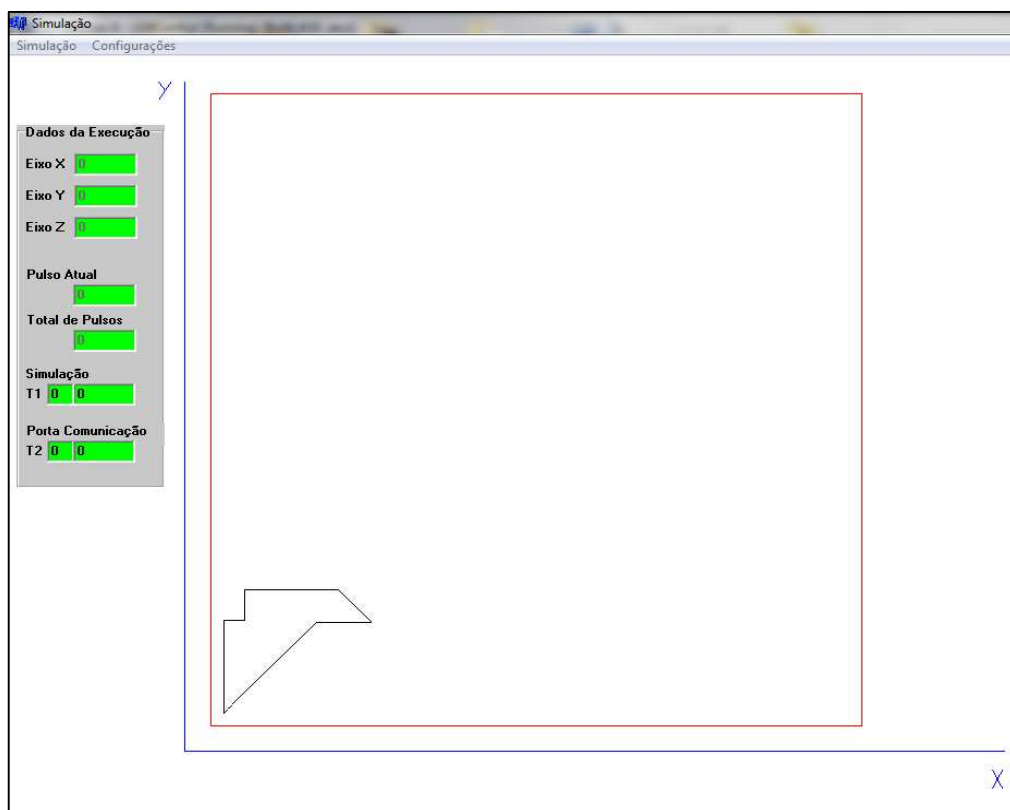 Simulação
Simulação Configurações
Y
Dados da Execução
Eixo X 0
Eixo Y 0
Eixo Z 0
Pulso Atual
0
Total de Pulsos
0
Simulação
T1 0 0
Porta Comunicação
T2 0 0
X